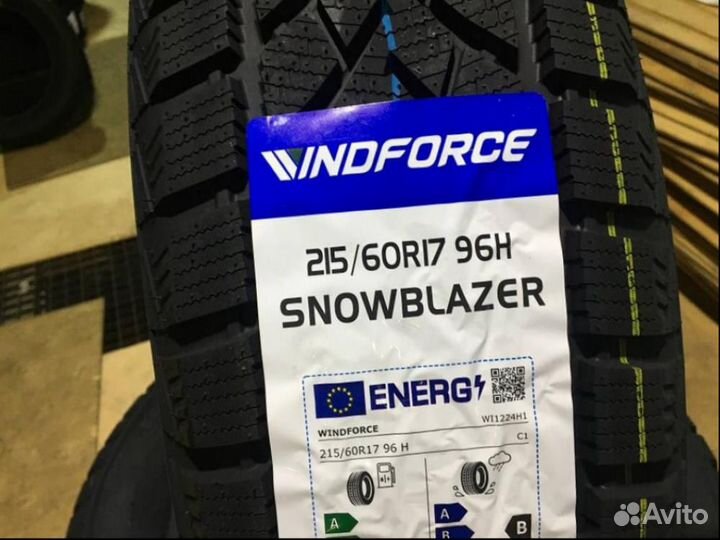 WINDFORCE
215/60R17 96H
SNOWBLAZER
ENERG
WINDFORCE WI1224H1
215/60R17 96 H C1
A A
B B
Avito